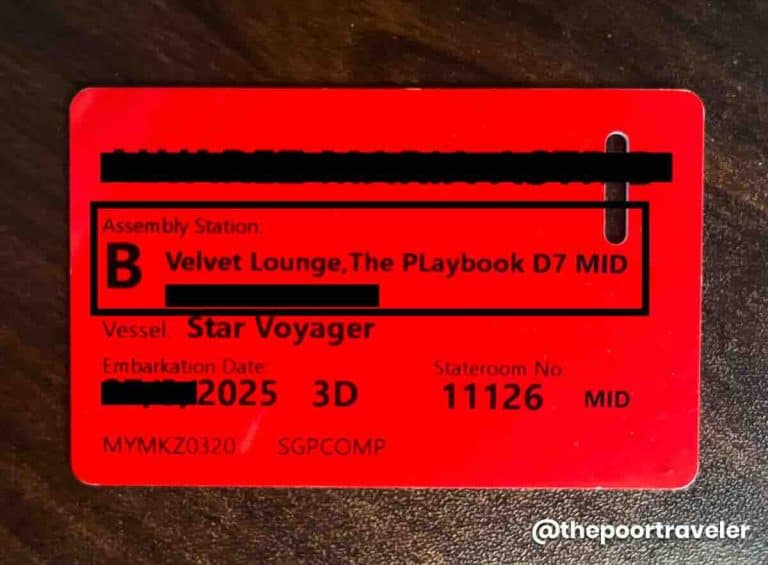 Assembly Station:
B Velvet Lounge,The PLaybook D7 MID
Vessel: Star Voyager
Embarkation Date:
2025 3D
Stateroom No.
11126 MID
MYMKZ0320 SGPCOMP
@thepoortraveler